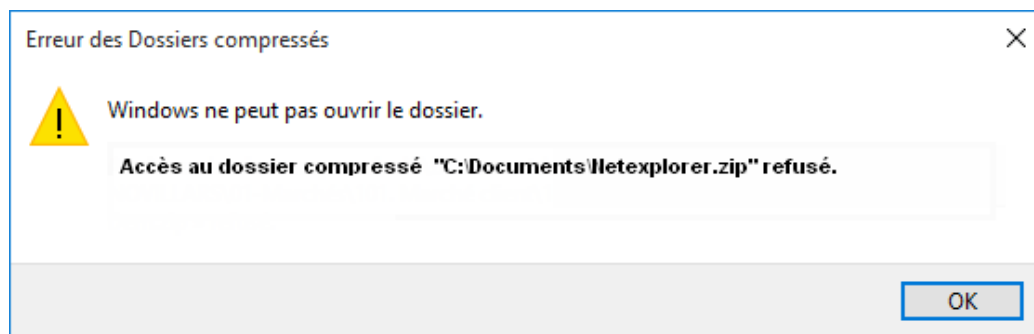 Erreur des Dossiers compressés
Windows ne peut pas ouvrir le dossier.
Accès au dossier compressé "C:\Documents\Netexplorer.zip" refusé.
OK